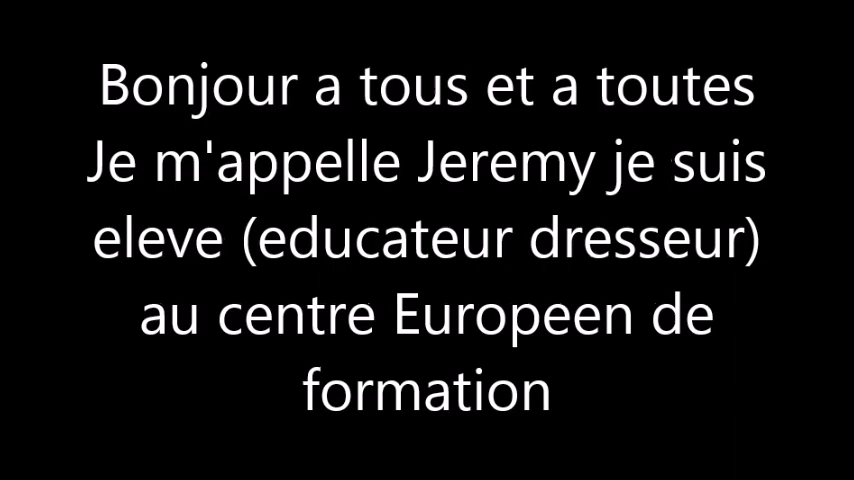 Bonjour a tous et a toutes
Je m'appelle Jeremy je suis
eleve (educateur dresseur)
au centre Europeen de
formation